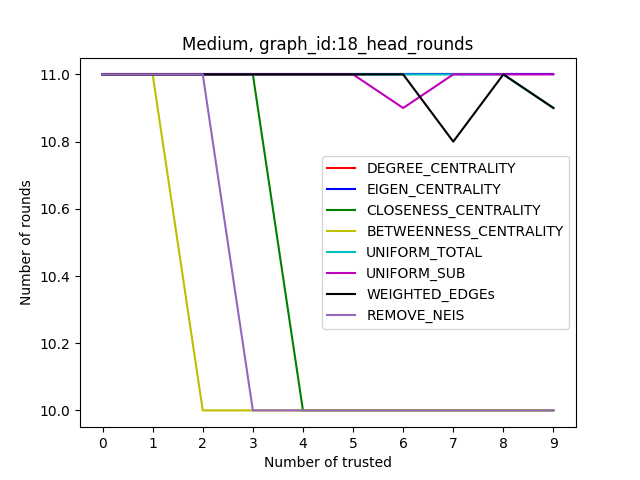 Medium, graph_id:18_head_rounds
Number of rounds
11.0
10.8
10.6
10.4
10.2
10.0
DEGREE_CENTRALITY
EIGEN_CENTRALITY
CLOSENESS_CENTRALITY
BETWEENNESS_CENTRALITY
UNIFORM_TOTAL
UNIFORM_SUB
WEIGHTED_EDGEs
REMOVE_NEIS
0 1 2 3 4 5 6 7 8 9
Number of trusted